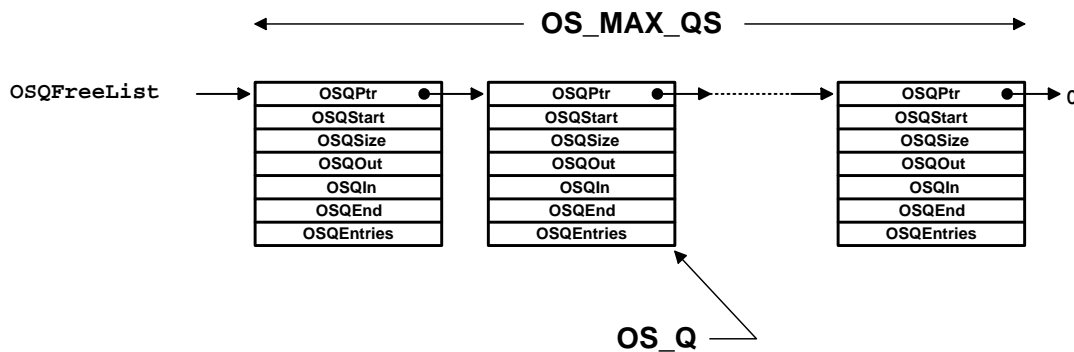 OS_MAX_QS
OSQFreeList
OSQPtr OSQPtr OSQPtr 0
OSQStart OSQStart OSQStart
OSQSize OSQSize OSQSize
OSQOut OSQOut OSQOut
OSQIn OSQIn OSQIn
OSQEnd OSQEnd OSQEnd
OSQEntries OSQEntries OSQEntries
OS_Q